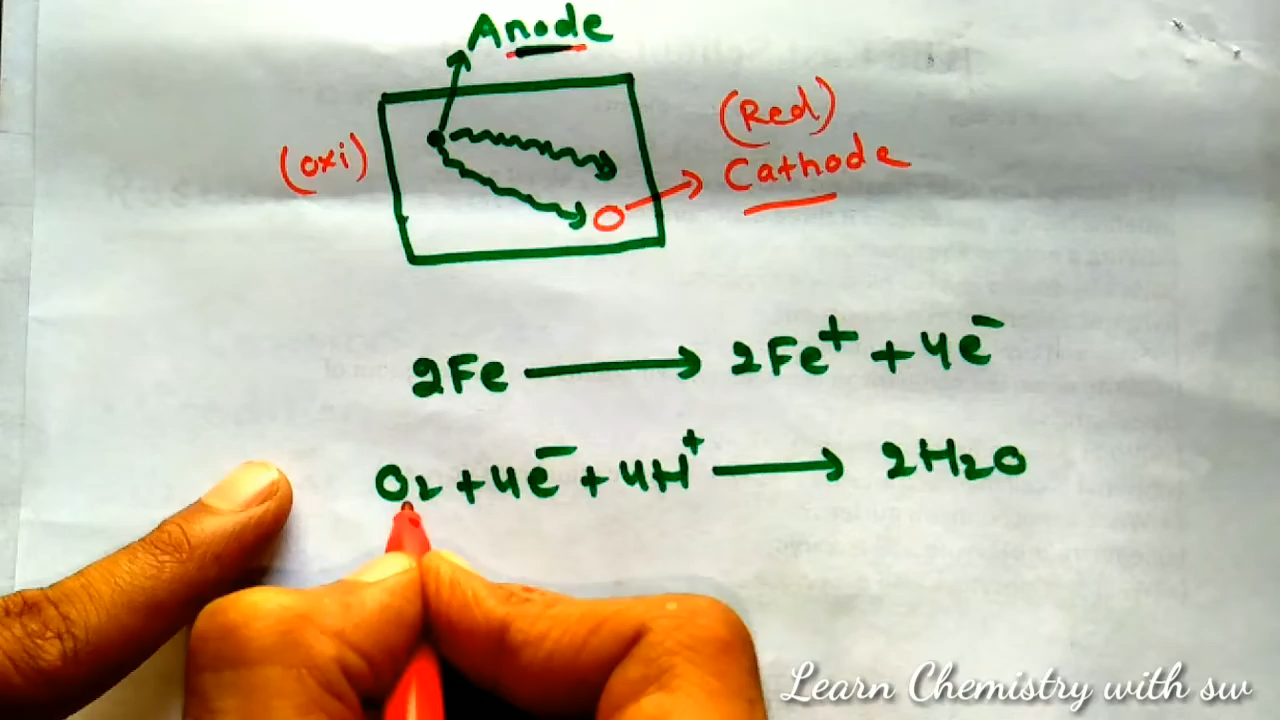 Anode
(oxi)
(Red)
Cathode
2Fe ⟶ 2Fe⁺ + 4e⁻
O₂ + 4e⁻ + 4H⁺ ⟶ 2H₂O
Learn Chemistry with sw